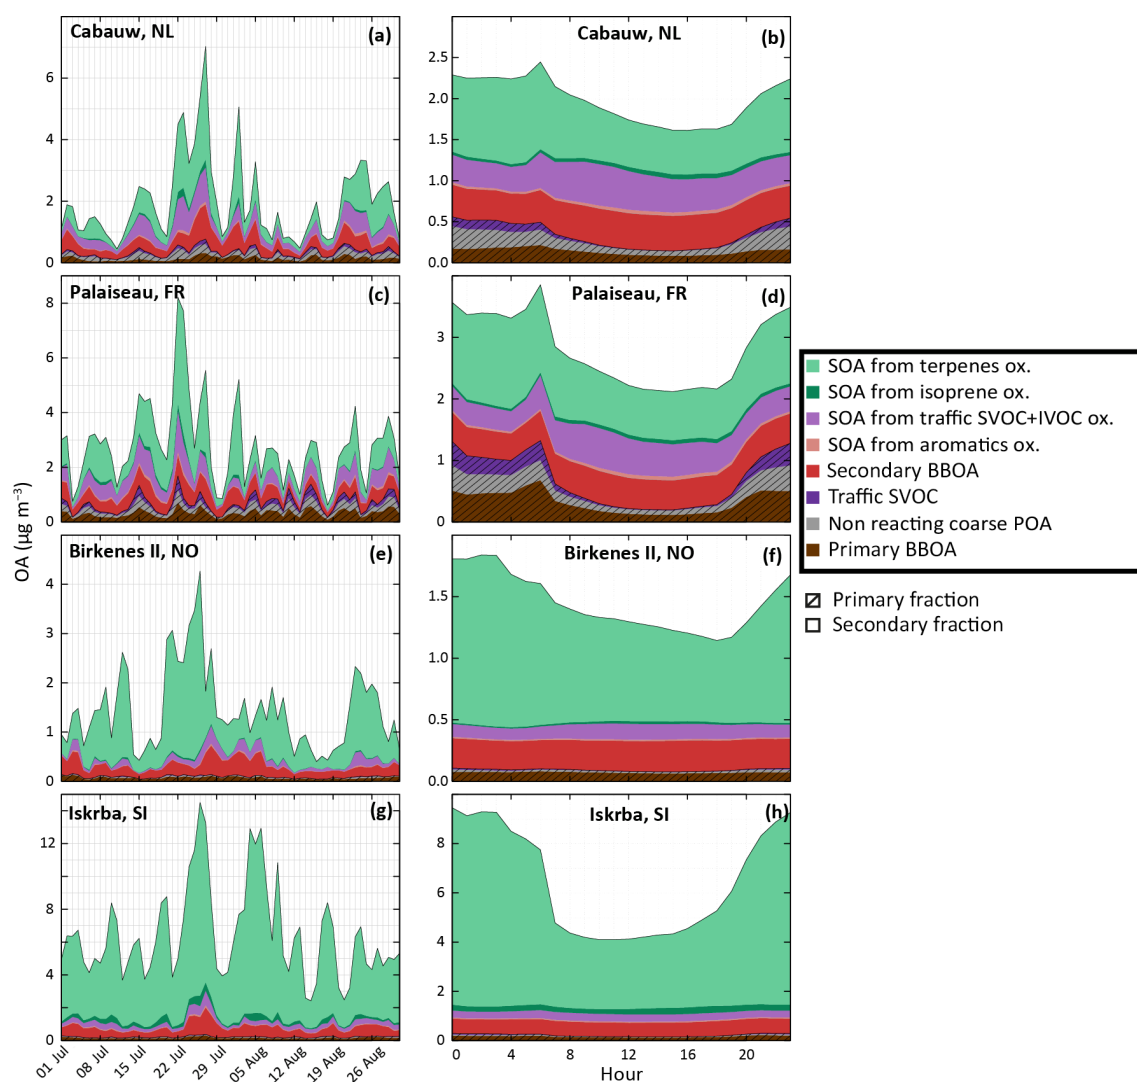 Cabauw, NL (a)
6
4
2
0
Cabauw, NL (b)
2.5
2.0
1.5
1.0
0.5
0.0
Palaiseau, FR (c)
8
6
4
2
0
Palaiseau, FR (d)
3
2
1
0
SOA from terpenes ox.
SOA from isoprene ox.
SOA from traffic SVOC+IVOC ox.
SOA from aromatics ox.
Secondary BBOA
Traffic SVOC
Non reacting coarse POA
Primary BBOA
Primary fraction
Secondary fraction
OA (µg m⁻³)
Birkenes II, NO (e)
4
3
2
1
0
Birkenes II, NO (f)
1.5
1.0
0.5
0.0
Iskrba, SI (g)
12
8
4
0
01 Jul 08 Jul 15 Jul 22 Jul 29 Jul 05 Aug 12 Aug 19 Aug 26 Aug
Iskrba, SI (h)
8
6
4
2
0
0 4 8 12 16 20
Hour